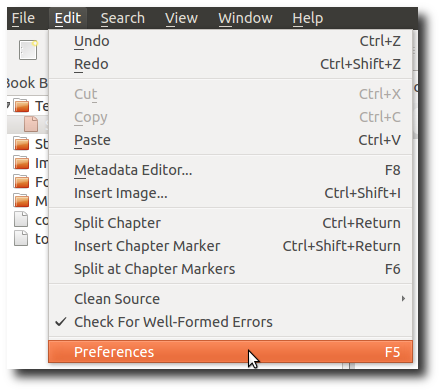 File Edit Search View Window Help
Undo Ctrl+Z
Redo Ctrl+Shift+Z
Book B
Cut Ctrl+X
Te
Copy Ctrl+C
Paste Ctrl+V
St
Im
Metadata Editor... F8
Fo
Insert Image... Ctrl+Shift+I
M
Split Chapter Ctrl+Return
co
Insert Chapter Marker Ctrl+Shift+Return
to
Split at Chapter Markers F6
Clean Source
Check For Well-Formed Errors
Preferences F5